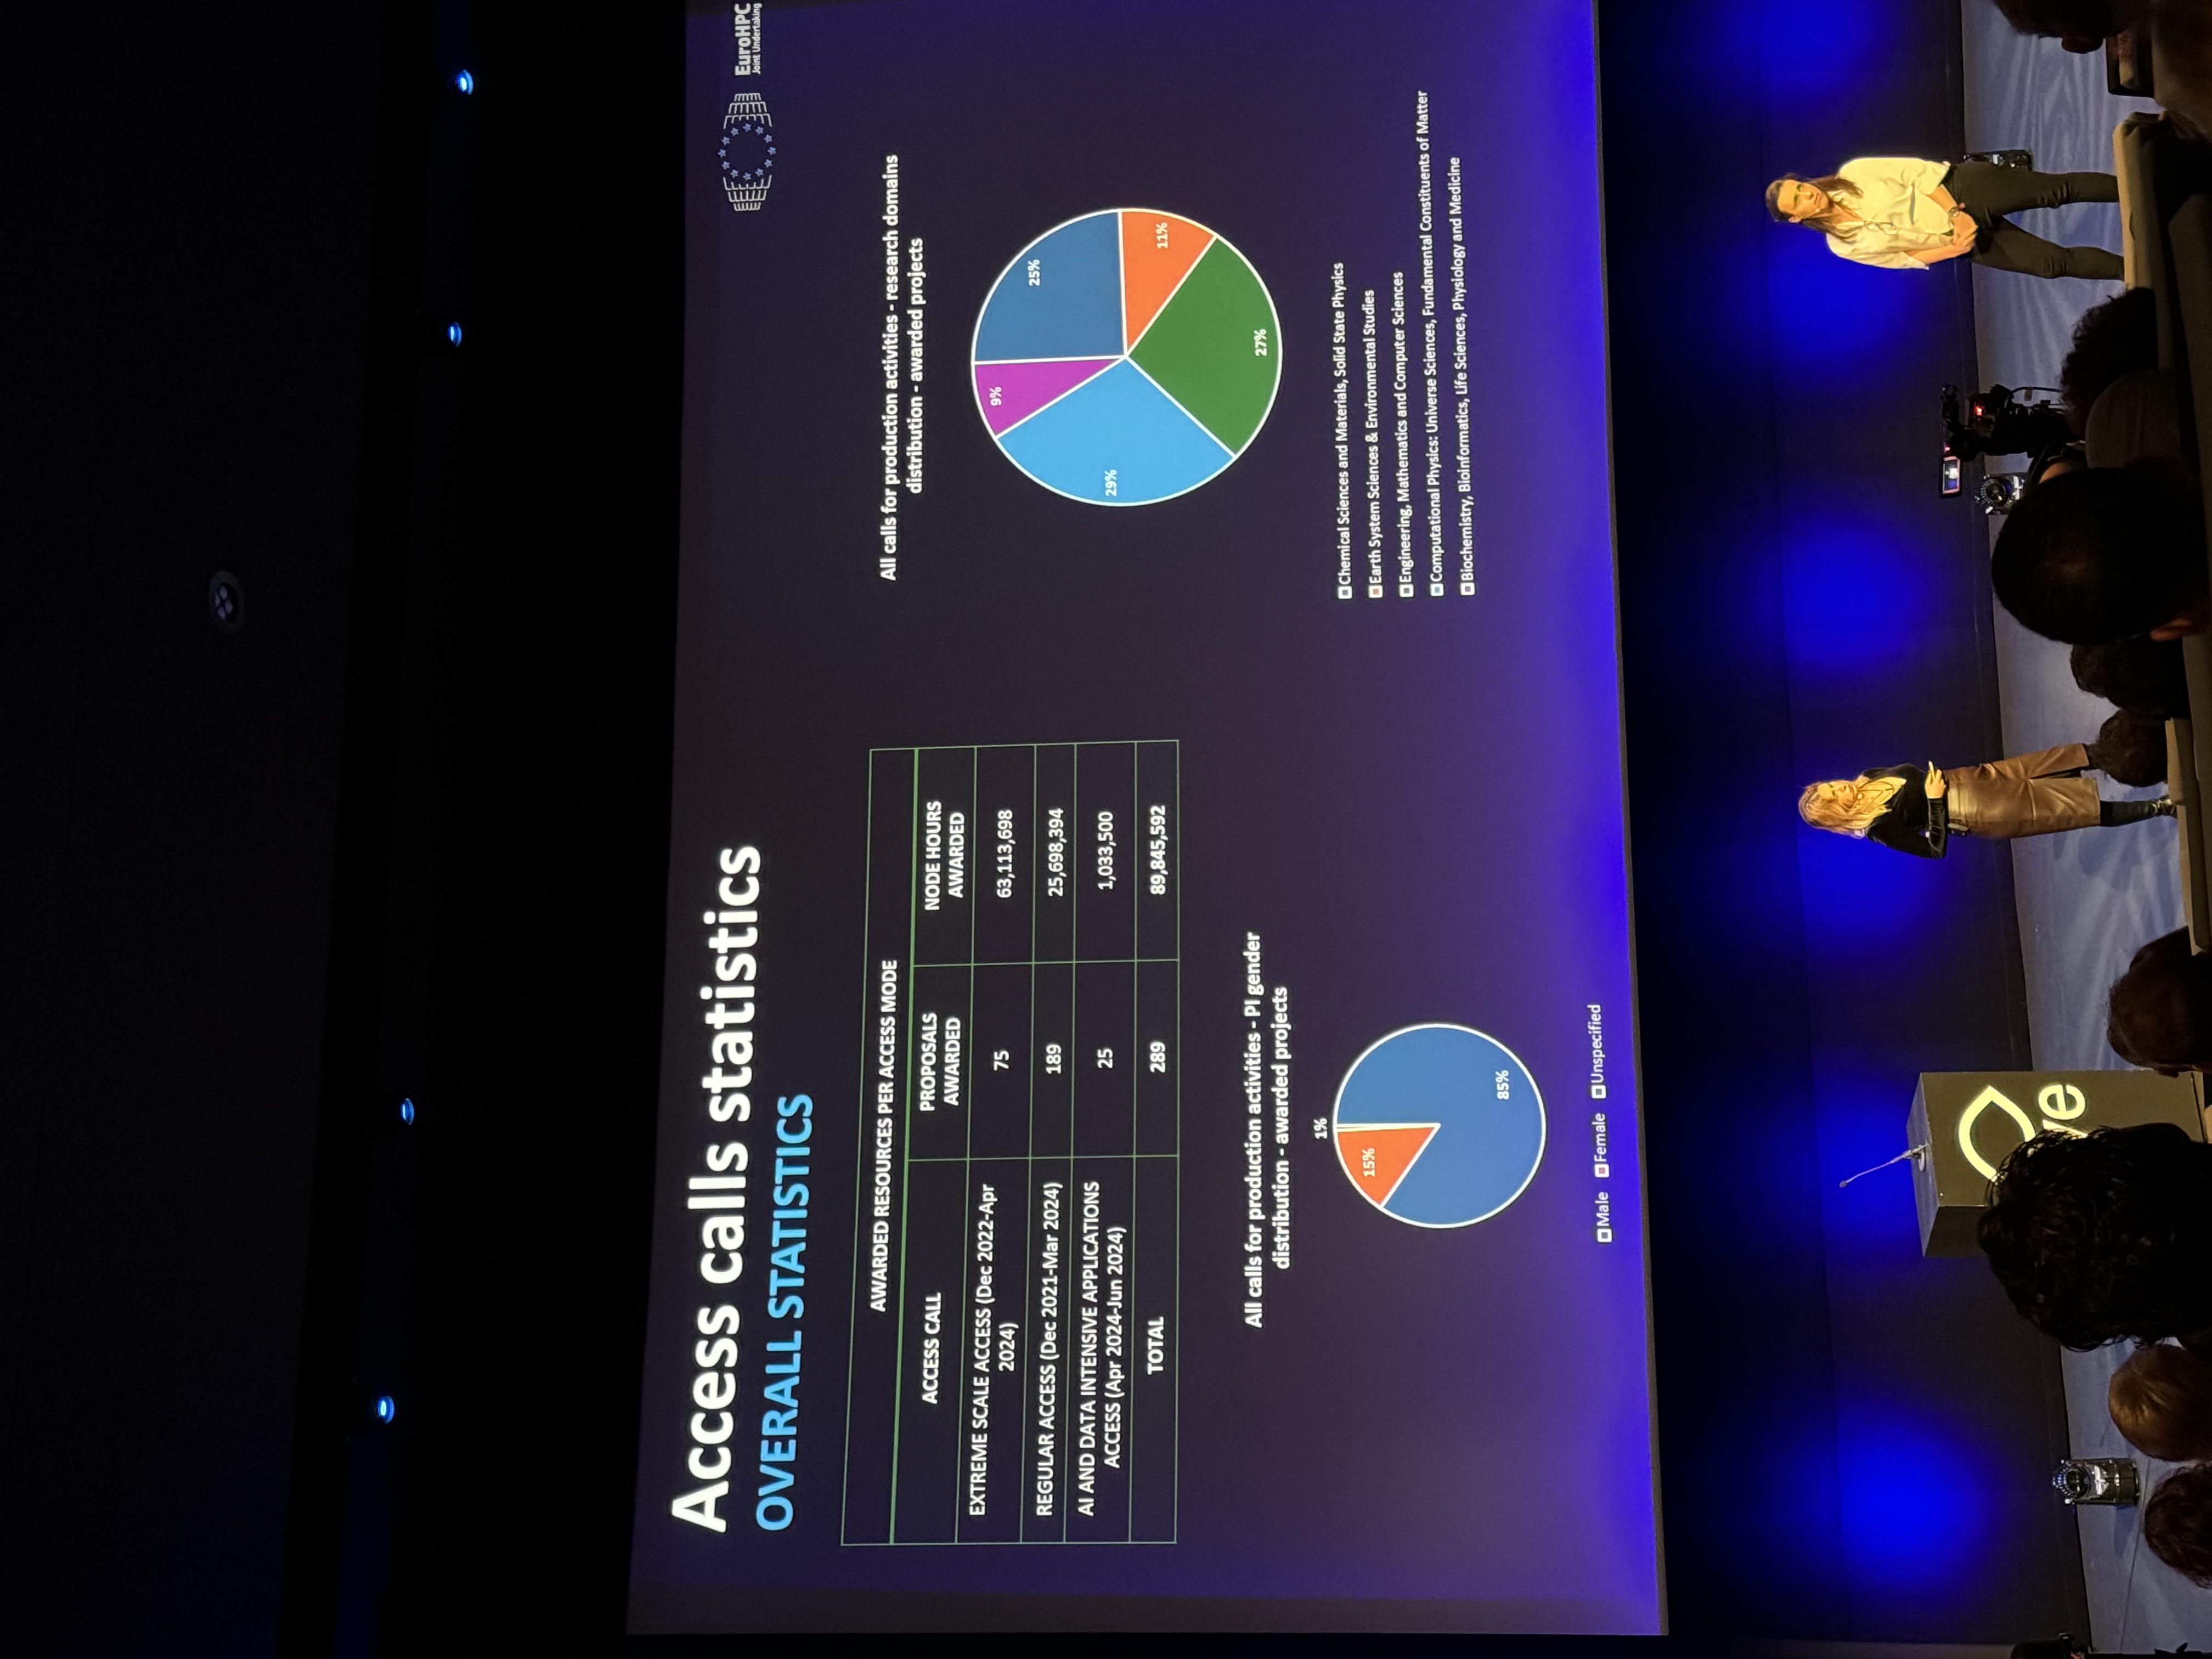 Access calls statistics
OVERALL STATISTICS
EuroHPC
Joint Undertaking
AWARDED RESOURCES PER ACCESS MODE
ACCESS CALL
PROPOSALS
AWARDED
NODE HOURS
AWARDED
EXTREME SCALE ACCESS (Dec 2022-Apr
2024)
75
63,113,698
REGULAR ACCESS (Dec 2021-Mar 2024)
189
25,698,394
AI AND DATA INTENSIVE APPLICATIONS
ACCESS (Apr 2024-Jun 2024)
25
1,033,500
TOTAL
289
89,845,592
All calls for production activities - PI gender
distribution - awarded projects
1%
15%
85%
Male Female Unspecified
All calls for production activities - research domains
distribution - awarded projects
9%
25%
29%
11%
27%
Chemical Sciences and Materials, Solid State Physics
Earth System Sciences & Environmental Studies
Engineering, Mathematics and Computer Sciences
Computational Physics: Universe Sciences, Fundamental Constituents of Matter
Biochemistry, Bioinformatics, Life Sciences, Physiology and Medicine